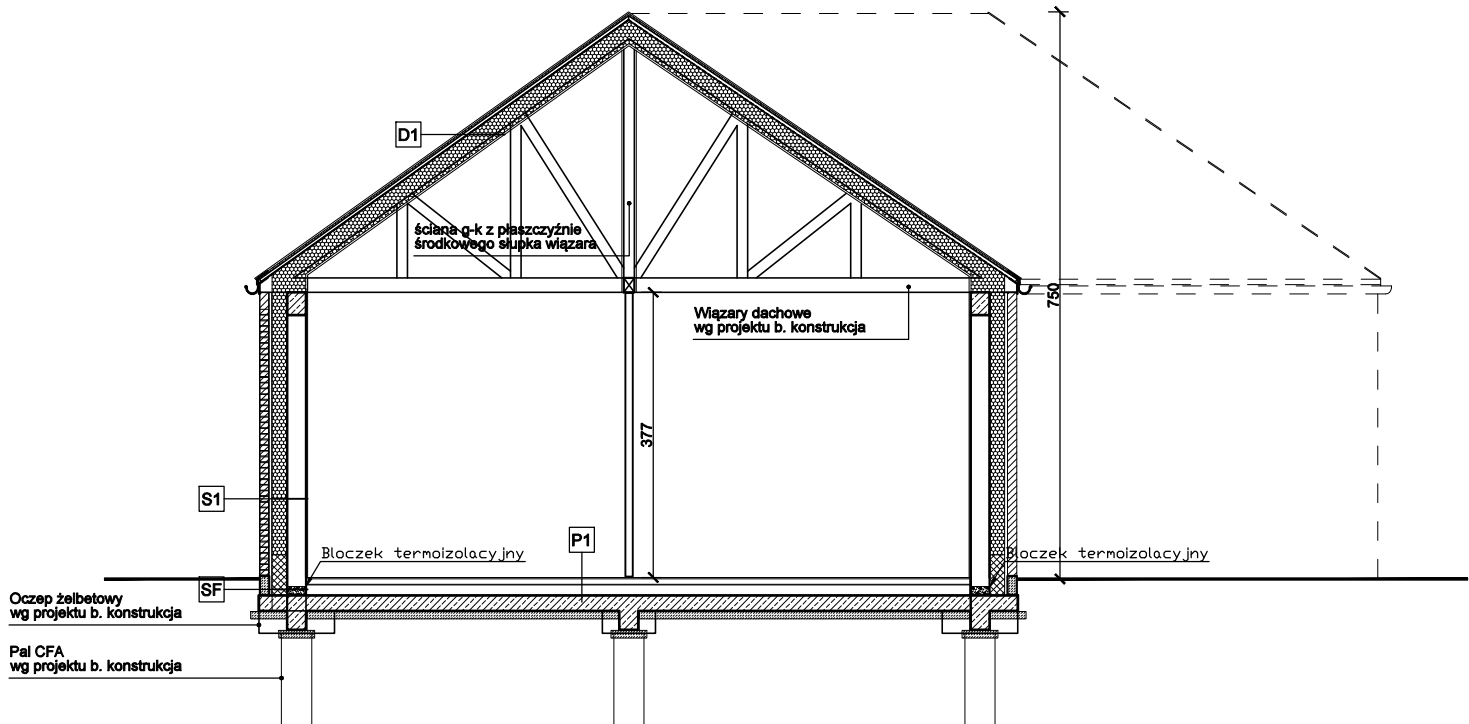 D1
ściana g-k z płaszczyźnie
środkowego słupka wiązara
750
Wiązary dachowe
wg projektu b. konstrukcja
377
S1
P1
Bloczek termoizolacyjny
Bloczek termoizolacyjny
SF
Oczep żelbetowy
wg projektu b. konstrukcja
Pal CFA
wg projektu b. konstrukcja